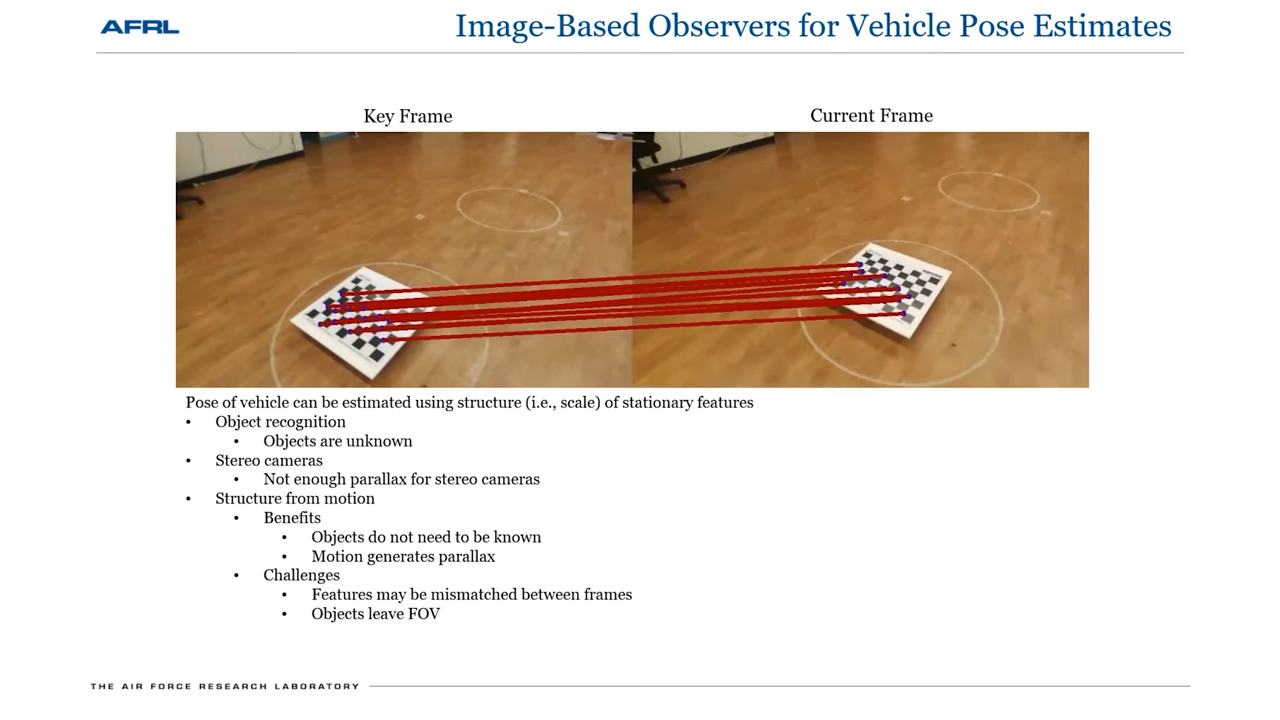 AFRL
Image-Based Observers for Vehicle Pose Estimates
Key Frame
Current Frame
Pose of vehicle can be estimated using structure (i.e., scale) of stationary features
• Object recognition
• Objects are unknown
• Stereo cameras
• Not enough parallax for stereo cameras
• Structure from motion
• Benefits
• Objects do not need to be known
• Motion generates parallax
• Challenges
• Features may be mismatched between frames
• Objects leave FOV
THE AIR FORCE RESEARCH LABORATORY